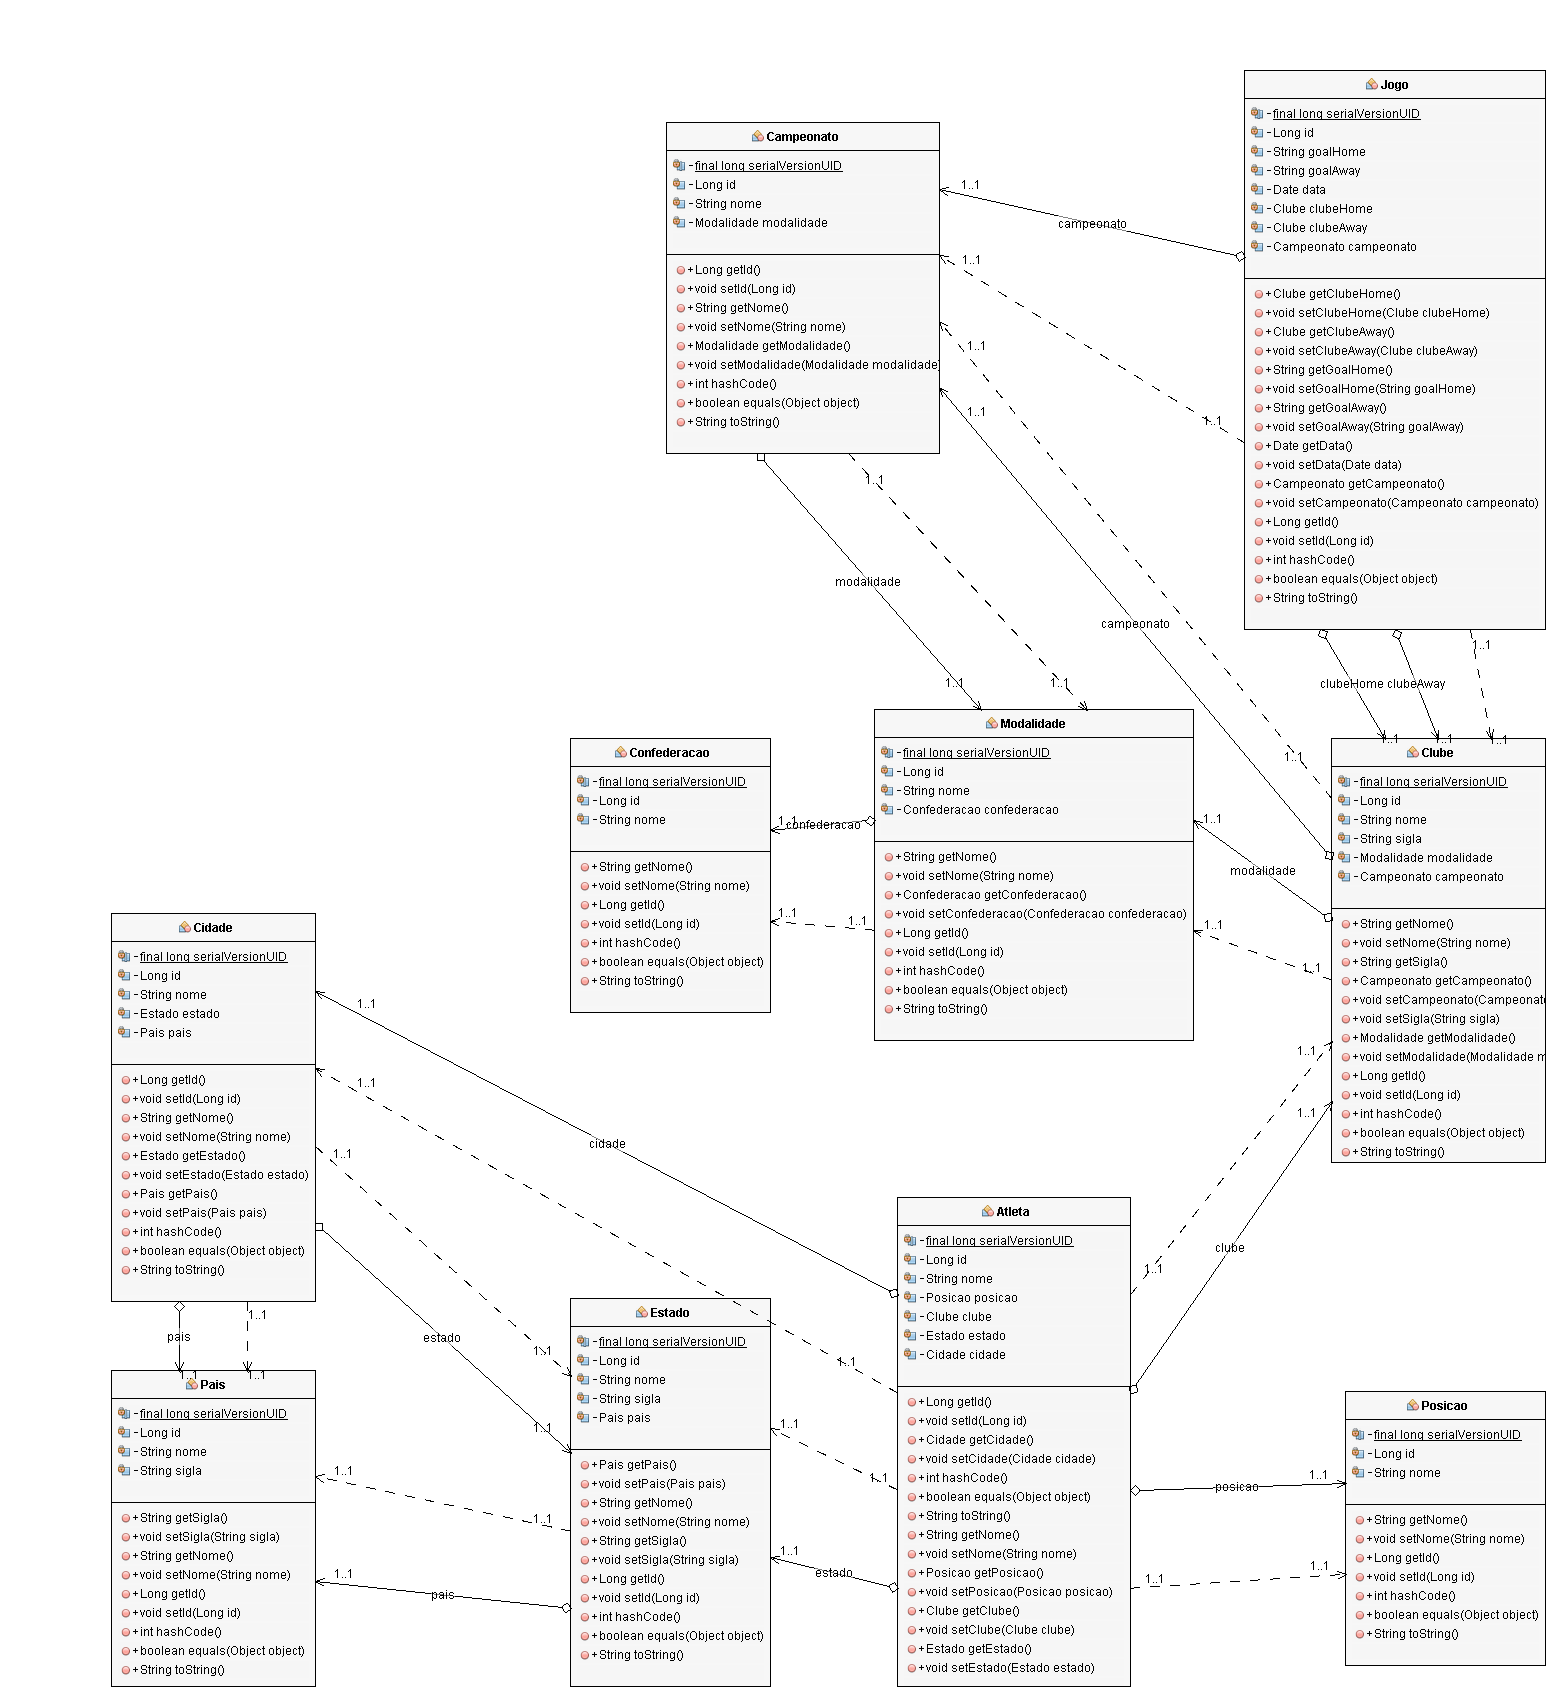 Jogo
-final long serialVersionUID
-Long id
-String goalHome
-String goalAway
-Date data
-Clube clubeHome
-Clube clubeAway
-Campeonato campeonato
+Clube getClubeHome()
+void setClubeHome(Clube clubeHome)
+Clube getClubeAway()
+void setClubeAway(Clube clubeAway)
+String getGoalHome()
+void setGoalHome(String goalHome)
+String getGoalAway()
+void setGoalAway(String goalAway)
+Date getData()
+void setData(Date data)
+Campeonato getCampeonato()
+void setCampeonato(Campeonato campeonato)
+Long getId()
+void setId(Long id)
+int hashCode()
+boolean equals(Object object)
+String toString()
Campeonato
-final long serialVersionUID
-Long id
-String nome
-Modalidade modalidade
+Long getId()
+void setId(Long id)
+String getNome()
+void setNome(String nome)
+Modalidade getModalidade()
+void setModalidade(Modalidade modalidade
+int hashCode()
+boolean equals(Object object)
+String toString()
1..1
campeonato
1..1
1..1
1..1
1..1
1..1
modalidade
campeonato
1..1
1..1
1..1
clubeHome
clubeAway
1..1
1..1
1..1
1..1
Modalidade
-final long serialVersionUID
-Long id
-String nome
-Confederacao confederacao
+String getNome()
+void setNome(String nome)
+Confederacao getConfederacao()
+void setConfederacao(Confederacao confederacao)
+Long getId()
+void setId(Long id)
+int hashCode()
+boolean equals(Object object)
+String toString()
Confederacao
-final long serialVersionUID
-Long id
-String nome
+String getNome()
+void setNome(String nome)
+Long getId()
+void setId(Long id)
+int hashCode()
+boolean equals(Object object)
+String toString()
1..1
confederacao
1..1
1..1
Clube
-final long serialVersionUID
-Long id
-String nome
-String sigla
-Modalidade modalidade
-Campeonato campeonato
+String getNome()
+void setNome(String nome)
+String getSigla()
+Campeonato getCampeonato()
+void setCampeonato(Campeonat
+void setSigla(String sigla)
+Modalidade getModalidade()
+void setModalidade(Modalidade m
+Long getId()
+void setId(Long id)
+int hashCode()
+boolean equals(Object object)
+String toString()
1..1
modalidade
1..1
1..1
1..1
1..1
Cidade
-final long serialVersionUID
-Long id
-String nome
-Estado estado
-Pais pais
+Long getId()
+void setId(Long id)
+String getNome()
+void setNome(String nome)
+Estado getEstado()
+void setEstado(Estado estado)
+Pais getPais()
+void setPais(Pais pais)
+int hashCode()
+boolean equals(Object object)
+String toString()
1..1
1..1
cidade
1..1
1..1
clube
1..1
1..1
pais
1..1
1..1
estado
1..1
1..1
1..1
Atleta
-final long serialVersionUID
-Long id
-String nome
-Posicao posicao
-Clube clube
-Estado estado
-Cidade cidade
+Long getId()
+void setId(Long id)
+Cidade getCidade()
+void setCidade(Cidade cidade)
+int hashCode()
+boolean equals(Object object)
+String toString()
+String getNome()
+void setNome(String nome)
+Posicao getPosicao()
+void setPosicao(Posicao posicao)
+Clube getClube()
+void setClube(Clube clube)
+Estado getEstado()
+void setEstado(Estado estado)
Estado
-final long serialVersionUID
-Long id
-String nome
-String sigla
-Pais pais
+Pais getPais()
+void setPais(Pais pais)
+String getNome()
+void setNome(String nome)
+String getSigla()
+void setSigla(String sigla)
+Long getId()
+void setId(Long id)
+int hashCode()
+boolean equals(Object object)
+String toString()
Pais
-final long serialVersionUID
-Long id
-String nome
-String sigla
+String getSigla()
+void setSigla(String sigla)
+String getNome()
+void setNome(String nome)
+Long getId()
+void setId(Long id)
+int hashCode()
+boolean equals(Object object)
+String toString()
1..1
1..1
1..1
pais
1..1
1..1
1..1
estado
1..1
posicao
1..1
1..1
Posicao
-final long serialVersionUID
-Long id
-String nome
+String getNome()
+void setNome(String nome)
+Long getId()
+void setId(Long id)
+int hashCode()
+boolean equals(Object object)
+String toString()